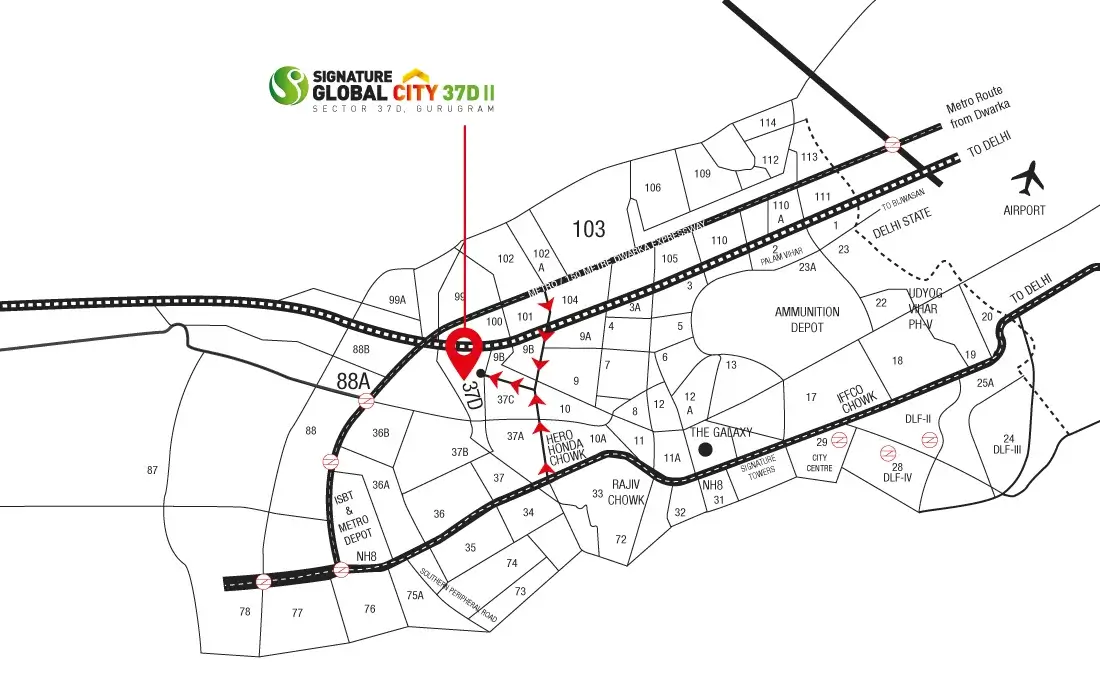 SIGNATURE
GLOBAL CITY 37D II
SECTOR 37D, GURUGRAM
Metro Route
from Dwarka
TO DELHI
AIRPORT
TO BIJWASAN
DELHI STATE
114
113
112
111
109
106
110
A
110
1
2
PALAM VIHAR
23
23A
103
METRO / 150 METRE DWARKA EXPRESSWAY
102
102
A
105
104
3
3A
99A
99
100
101
AMMUNITION
DEPOT
22
UDYOG
VIHAR
PH-V
20
TO DELHI
19
18
88B
88A
9B
9B
9A
4
5
6
7
9
13
37D
37C
10
8
12
12
A
17
IFFCO
CHOWK
25A
DLF-II
24
DLF-III
28
DLF-IV
29
CITY
CENTRE
THE GALAXY
SIGNATURE
TOWERS
11
11A
10A
HERO
HONDA
CHOWK
37A
37B
37
36B
36A
88
87
ISBT
&
METRO
DEPOT
NH8
36
35
34
33
RAJIV
CHOWK
NH8
31
32
72
74
73
SOUTHERN PERIPHERAL ROAD
75A
76
77
78